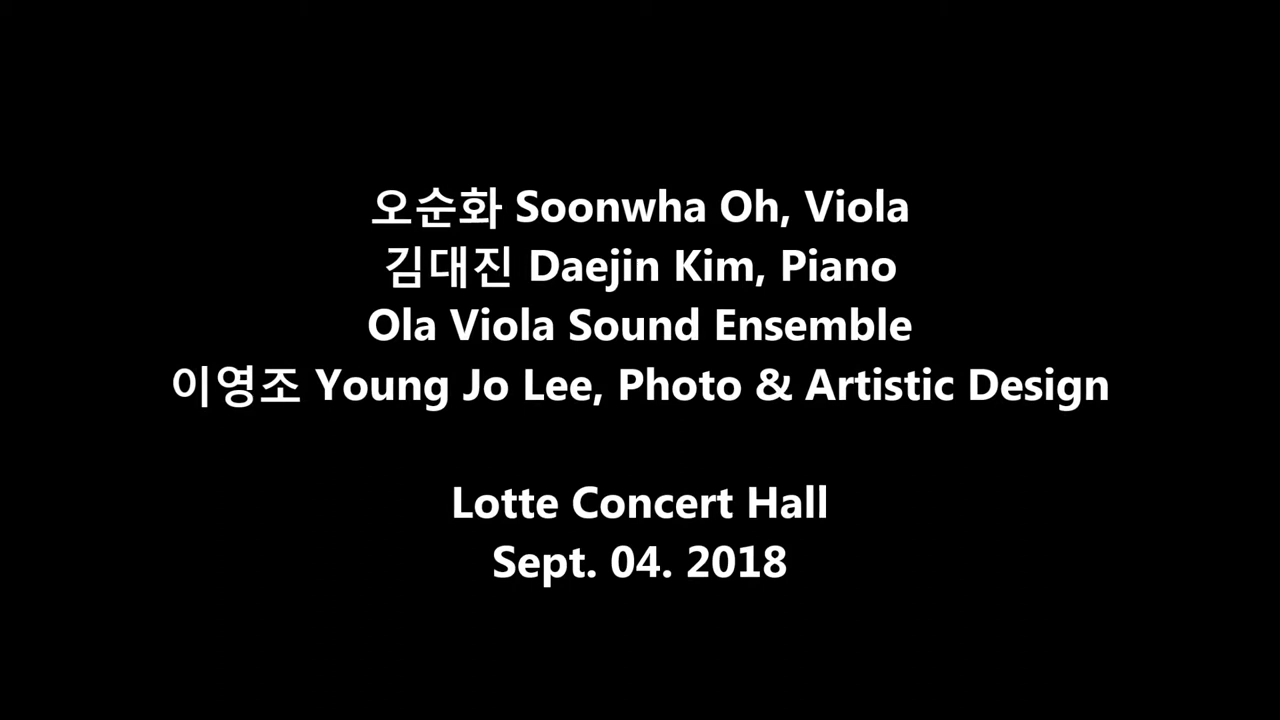 오순화 Soonwha Oh, Viola
김대진 Daejin Kim, Piano
Ola Viola Sound Ensemble
이영조 Young Jo Lee, Photo & Artistic Design
Lotte Concert Hall
Sept. 04. 2018